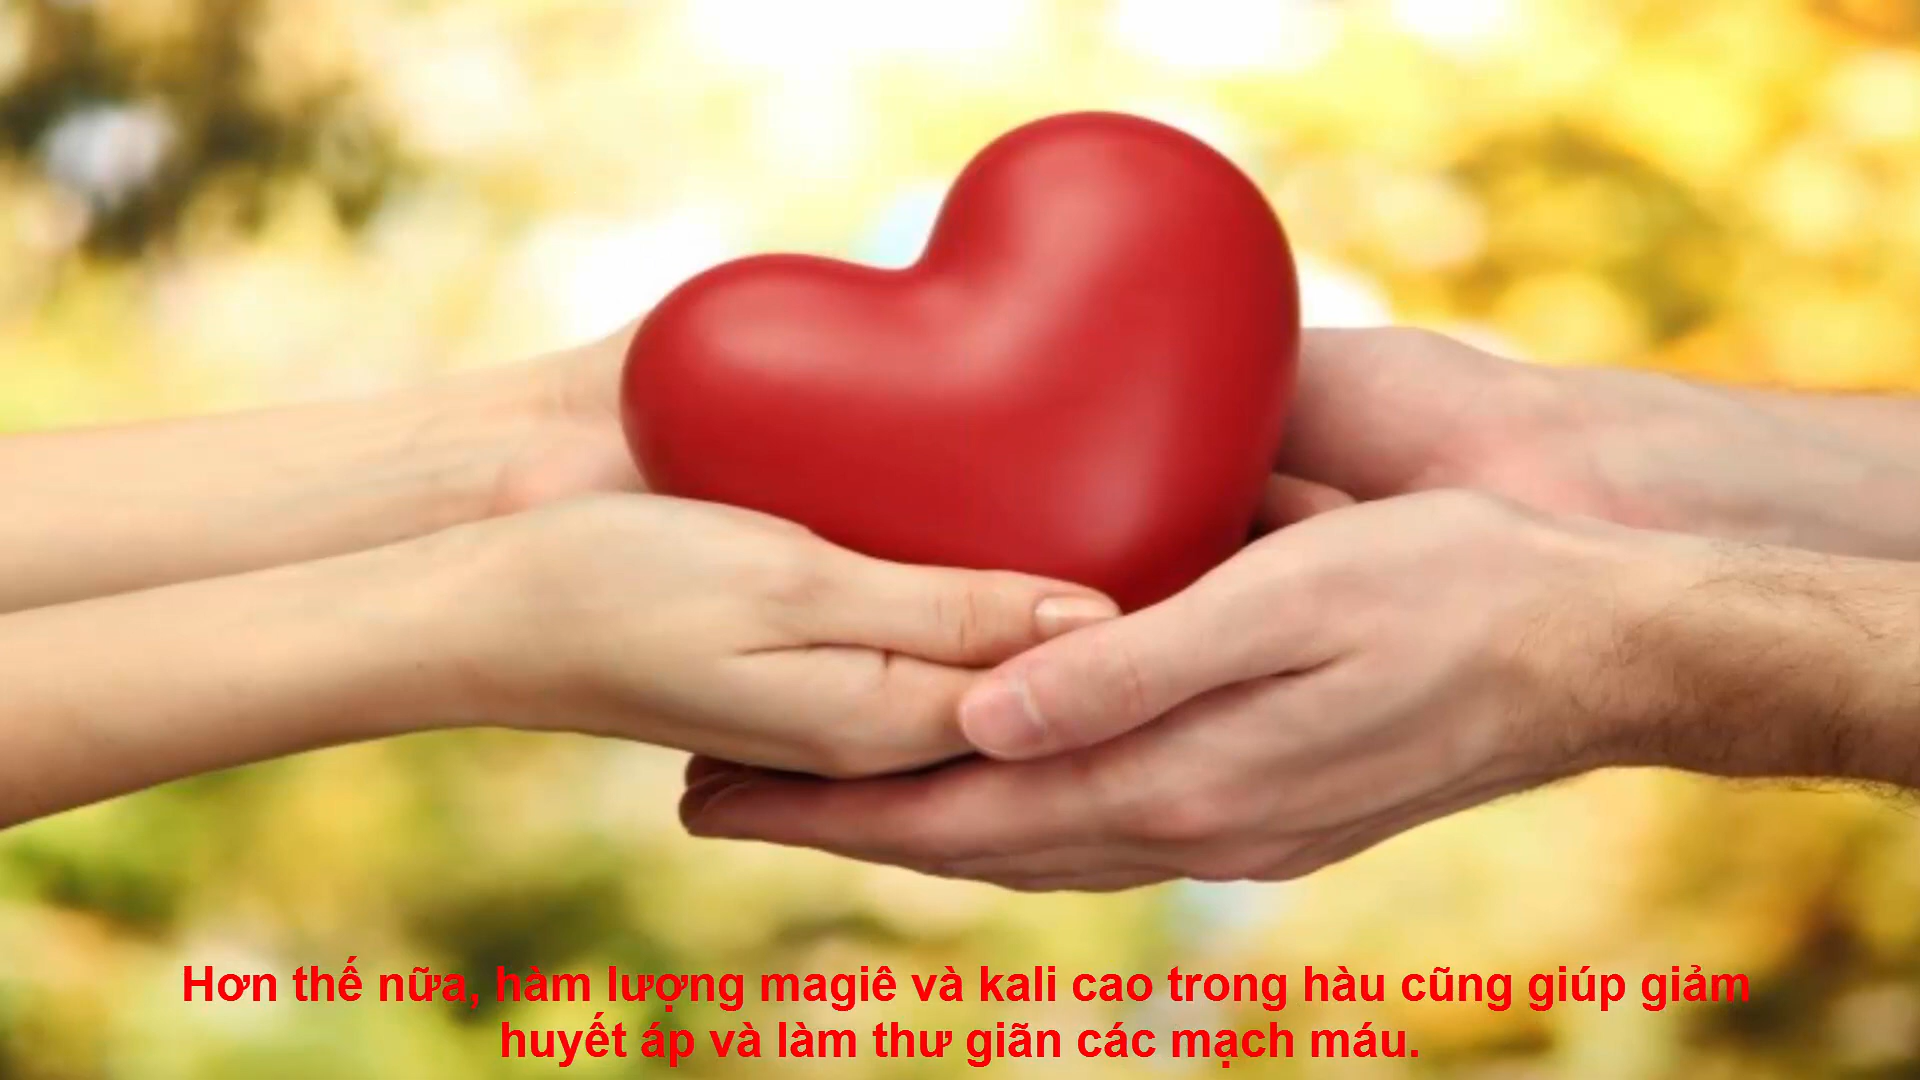 Hơn thế nữa, hàm lượng magiê và kali cao trong hàu cũng giúp giảm
huyết áp và làm thư giãn các mạch máu.